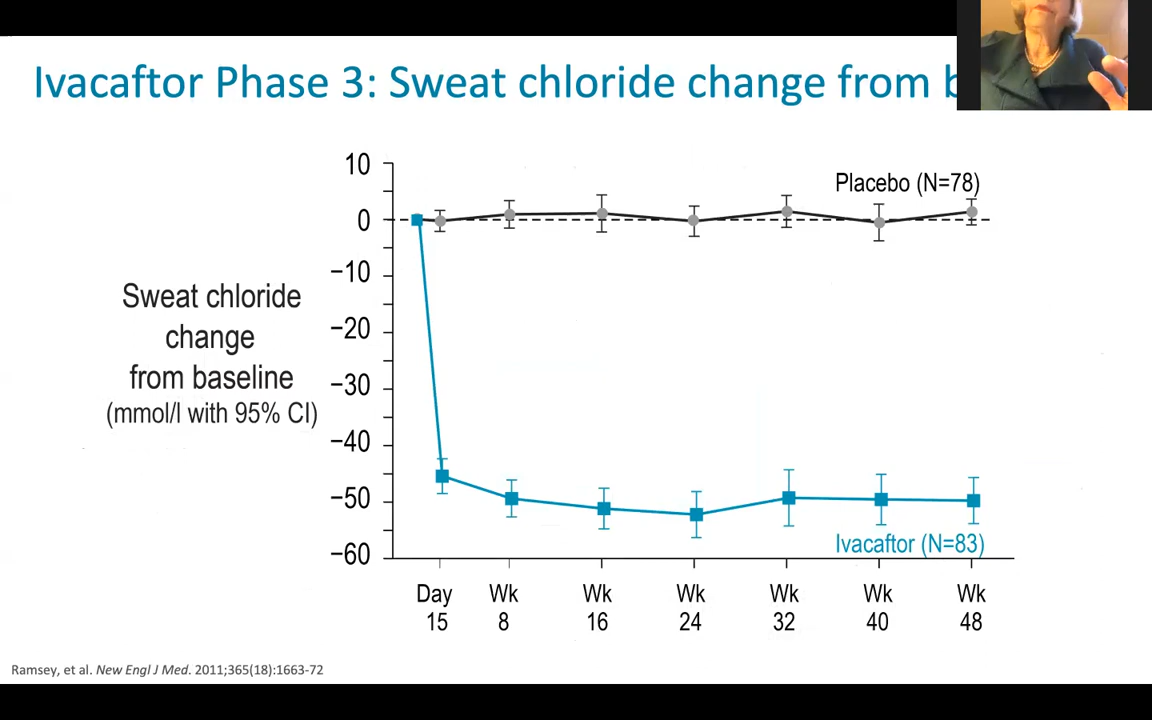 Ivacaftor Phase 3: Sweat chloride change from
10
0
−10
−20
−30
−40
−50
−60
Sweat chloride
change
from baseline
(mmol/l with 95% CI)
Placebo (N=78)
Ivacaftor (N=83)
Day Wk Wk Wk Wk Wk Wk
15 8 16 24 32 40 48
Ramsey, et al. New Engl J Med. 2011;365(18):1663-72